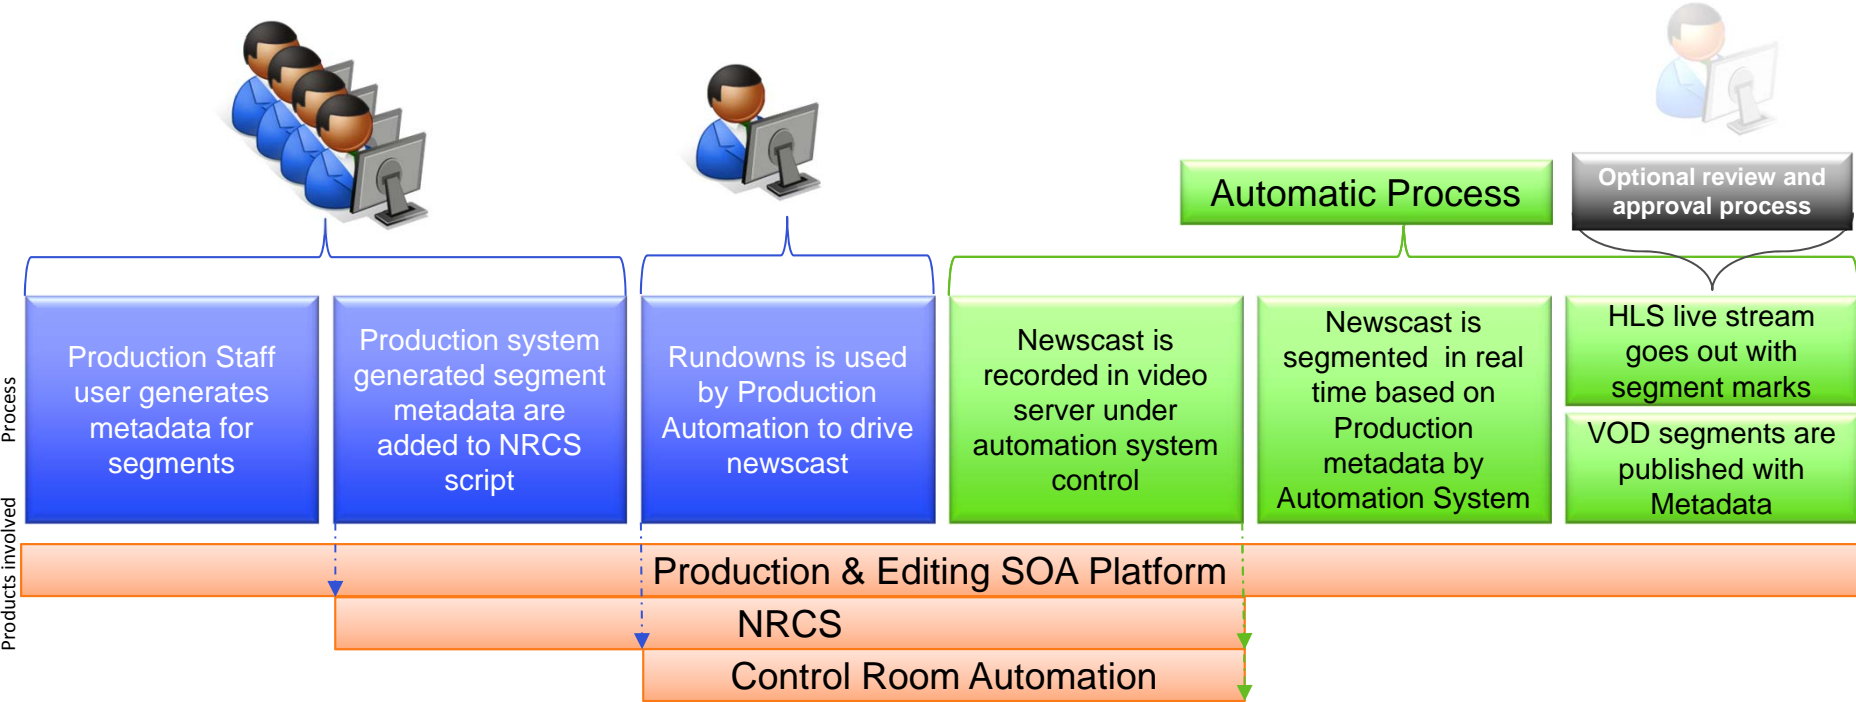 Automatic Process
Optional review and
approval process
Process
Production Staff
user generates
metadata for
segments
Production system
generated segment
metadata are
added to NRCS
script
Rundowns is used
by Production
Automation to drive
newscast
Newscast is
recorded in video
server under
automation system
control
Newscast is
segmented in real
time based on
Production
metadata by
Automation System
HLS live stream
goes out with
segment marks
VOD segments are
published with
Metadata
Products involved
Production & Editing SOA Platform
NRCS
Control Room Automation